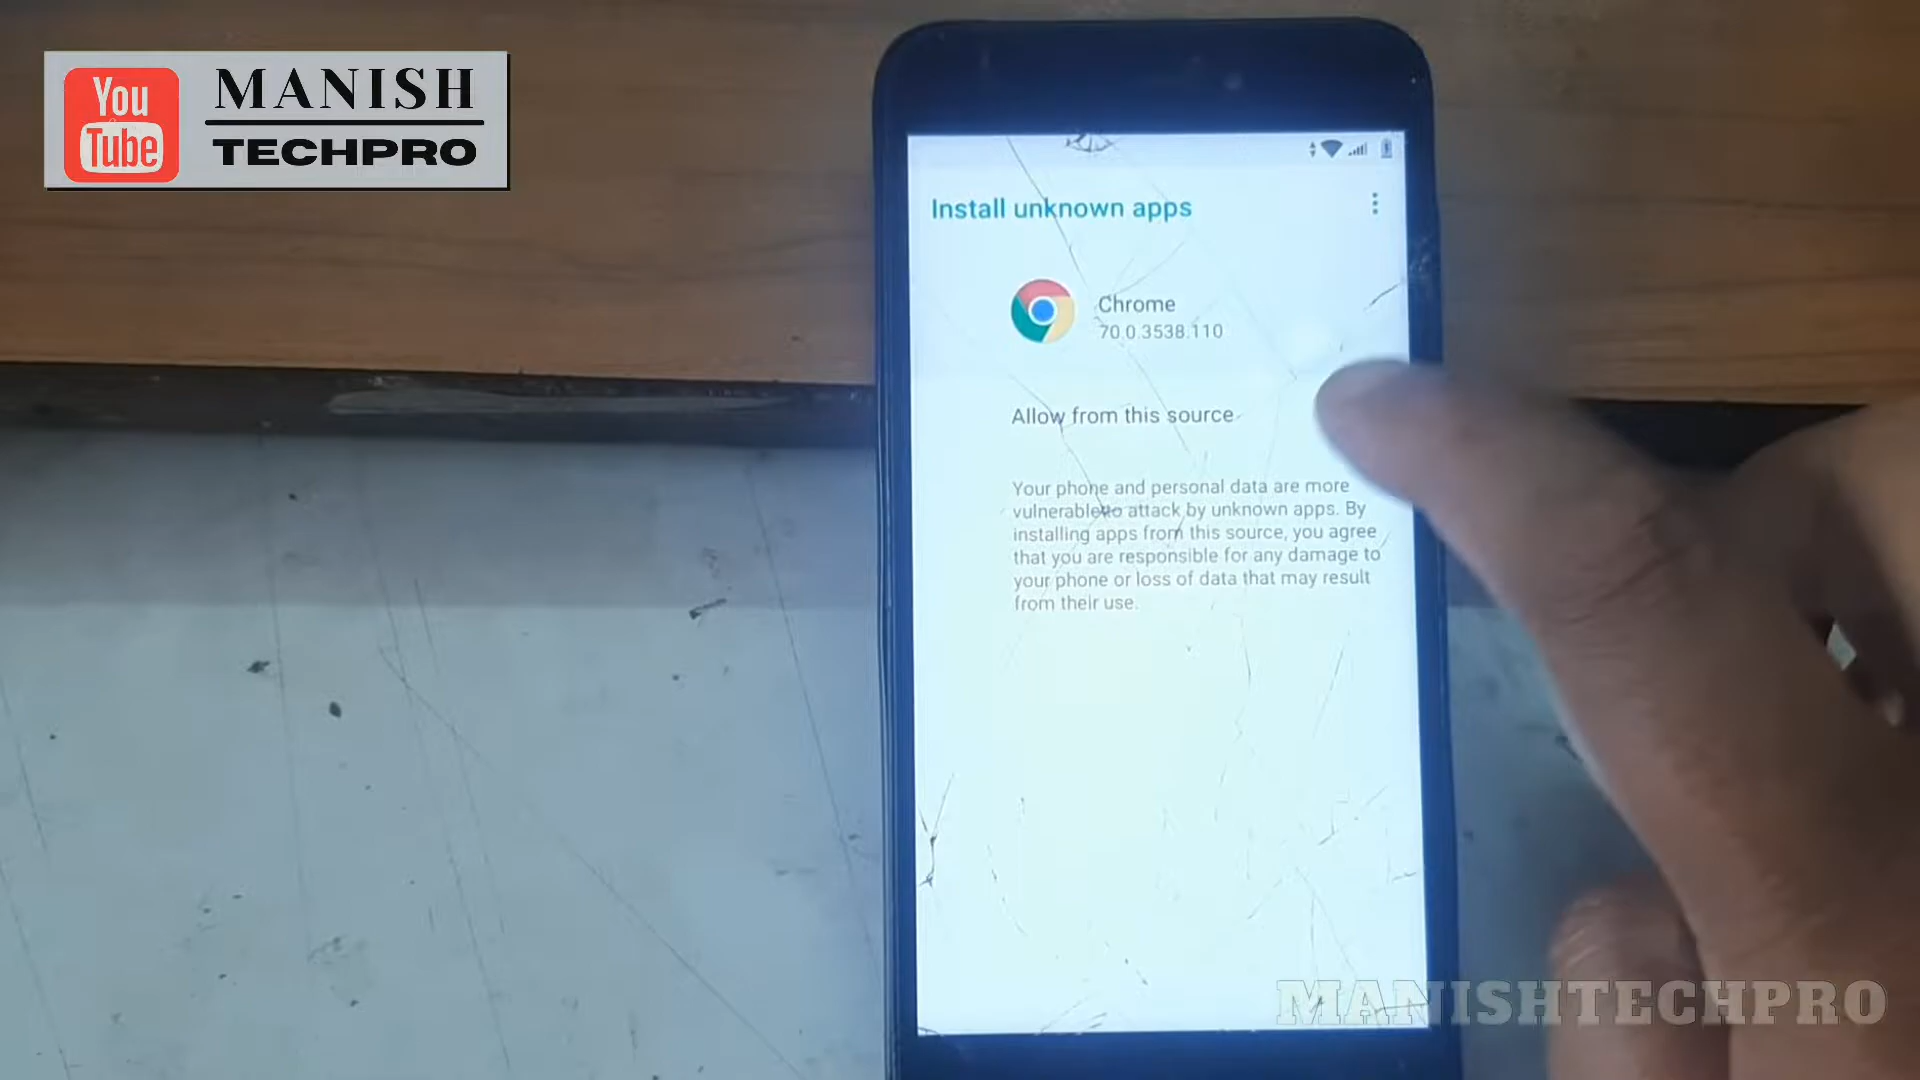 You
Tube
MANISH
TECHPRO
Install unknown apps
Chrome
70.0.3538.110
Allow from this source
Your phone and personal data are more
vulnerable to attack by unknown apps. By
installing apps from this source, you agree
that you are responsible for any damage to
your phone or loss of data that may result
from their use.
MANISHTECHPRO